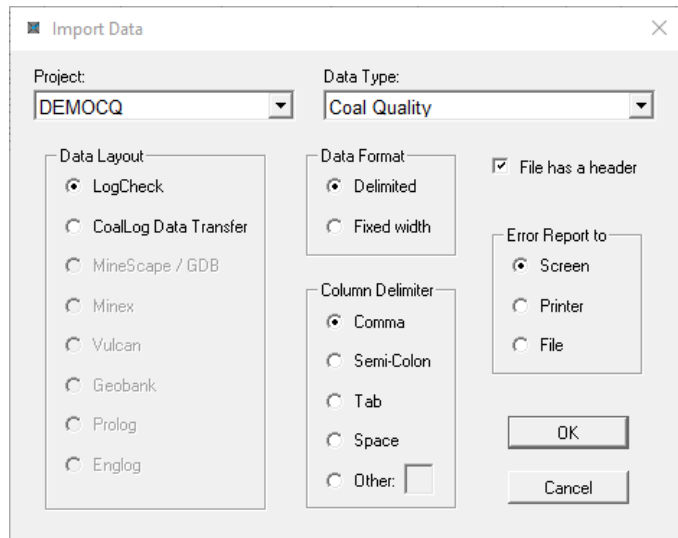 Import Data
Project:
DEMOCQ
Data Type:
Coal Quality
Data Layout
LogCheck
CoalLog Data Transfer
MineScape / GDB
Minex
Vulcan
Geobank
Prolog
Englog
Data Format
Delimited
Fixed width
Column Delimiter
Comma
Semi-Colon
Tab
Space
Other:
File has a header
Error Report to
Screen
Printer
File
OK
Cancel